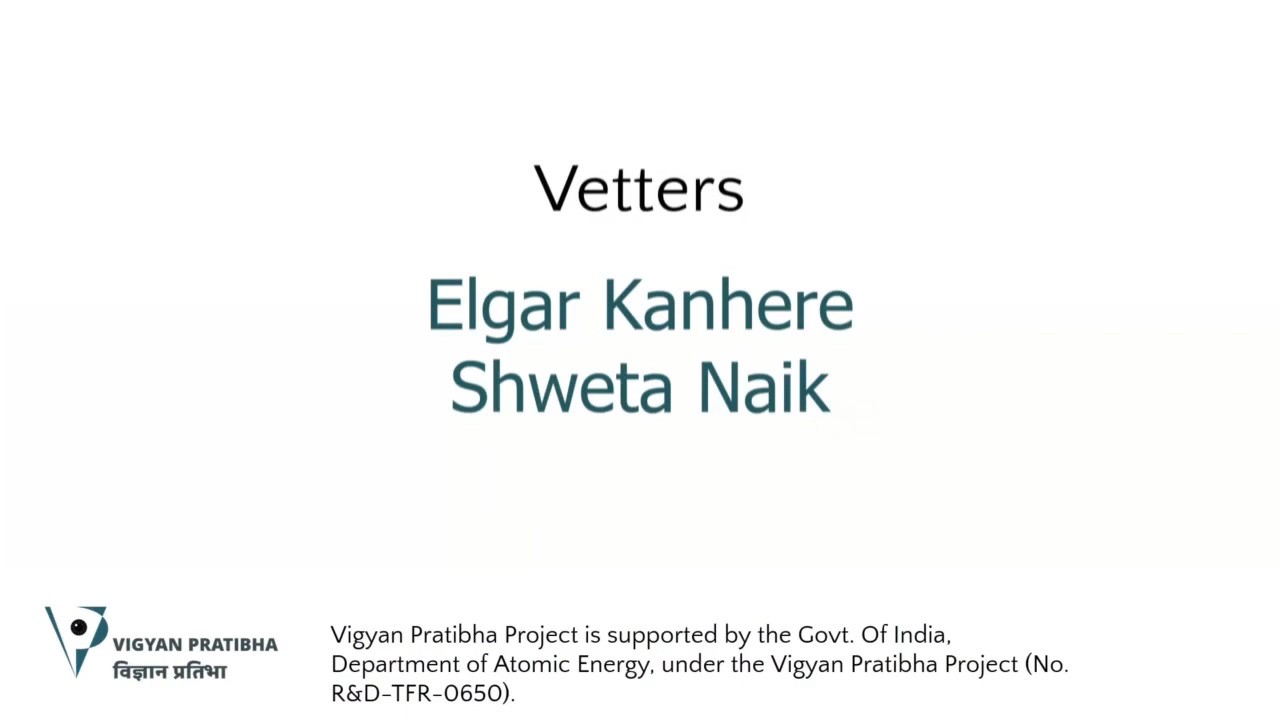 Vetters
Elgar Kanhere
Shweta Naik
VIGYAN PRATIBHA
विज्ञान प्रतिभा
Vigyan Pratibha Project is supported by the Govt. Of India,
Department of Atomic Energy, under the Vigyan Pratibha Project (No.
R&D-TFR-0650).